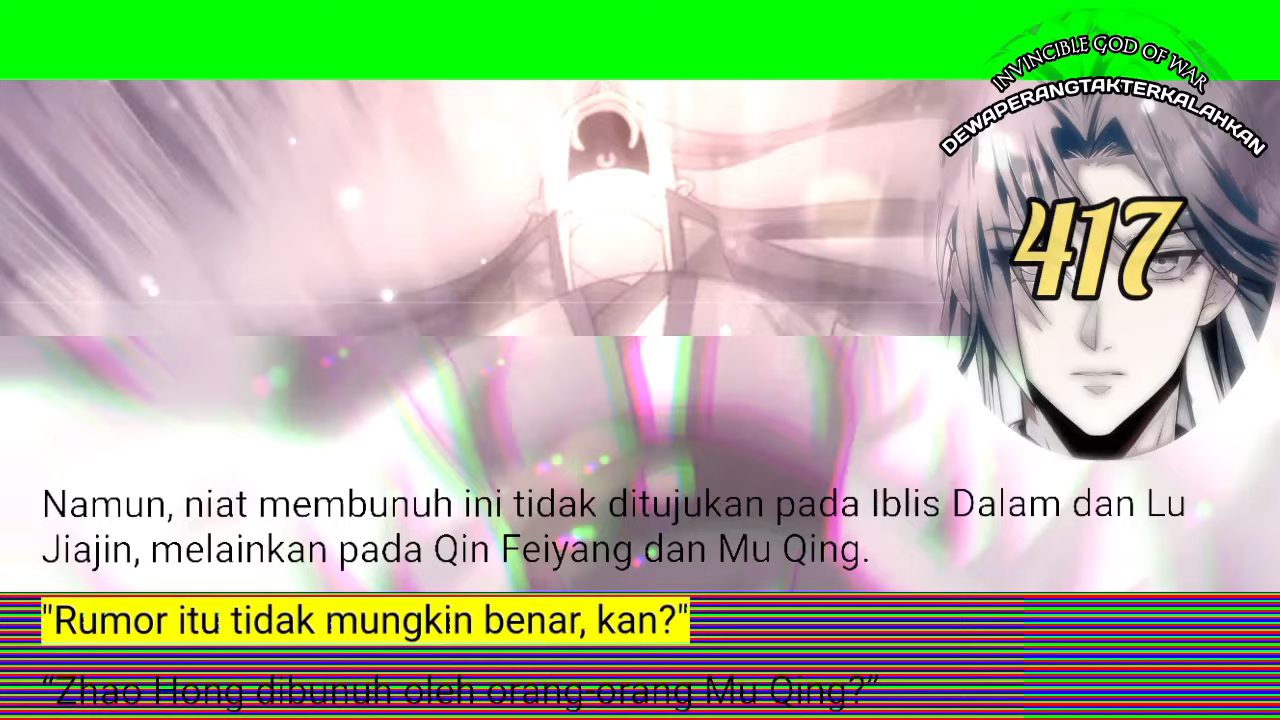 INVINCIBLE GOD OF WAR
DEWAPERANGTAKTERKALAHKAN
417
Namun, niat membunuh ini tidak ditujukan pada Iblis Dalam dan Lu
Jiajin, melainkan pada Qin Feiyang dan Mu Qing.
"Rumor itu tidak mungkin benar, kan?"
“Zhao Hong dibunuh oleh orang-orang Mu Qing?”